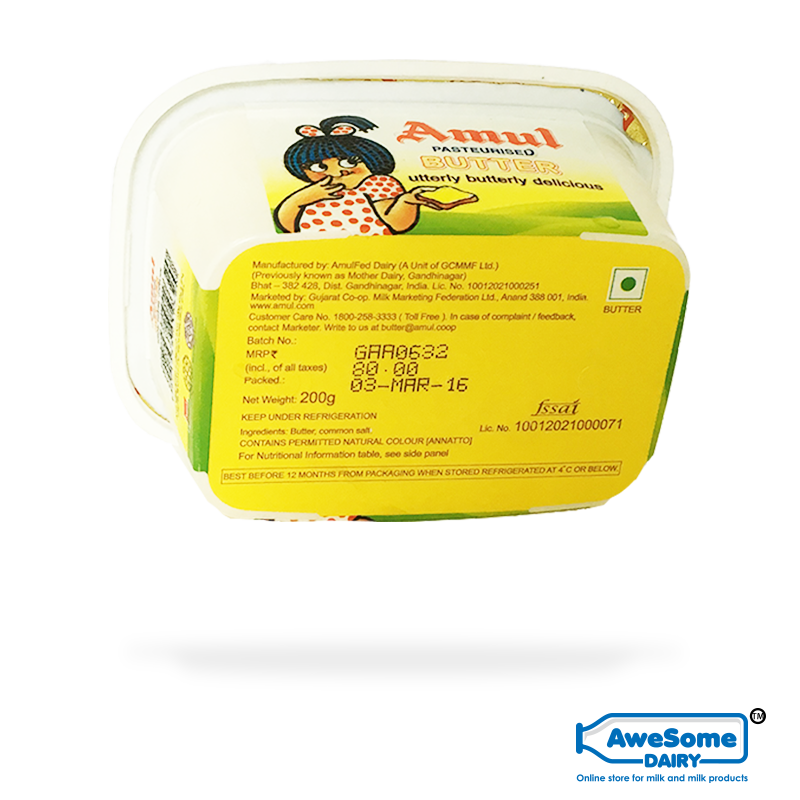 Amul
PASTEURISED
BUTTER
utterly butterly delicious
Manufactured by: AmulFed Dairy (A Unit of GCMMF Ltd.)
(Previously known as Mother Dairy, Gandhinagar)
Bhat – 382 428, Dist. Gandhinagar, India. Lic. No. 10012021000251
Marketed by: Gujarat Co-op. Milk Marketing Federation Ltd., Anand 388 001, India.
www.amul.com
Customer Care No. 1800-258-3333 ( Toll Free ). In case of complaint / feedback,
contact Marketer. Write to us at butter@amul.coop
BUTTER
Batch No.: GAA0632
MRP₹ 80.00
(incl., of all taxes)
Packed.: 03-MAR-16
Net Weight: 200g
KEEP UNDER REFRIGERATION
Ingredients: Butter, common salt.
CONTAINS PERMITTED NATURAL COLOUR [ANNATTO]
For Nutritional Information table, see side panel
fssai
Lic. No. 10012021000071
BEST BEFORE 12 MONTHS FROM PACKAGING WHEN STORED REFRIGERATED AT 4°C OR BELOW.
AweSome
DAIRY
TM
Online store for milk and milk products